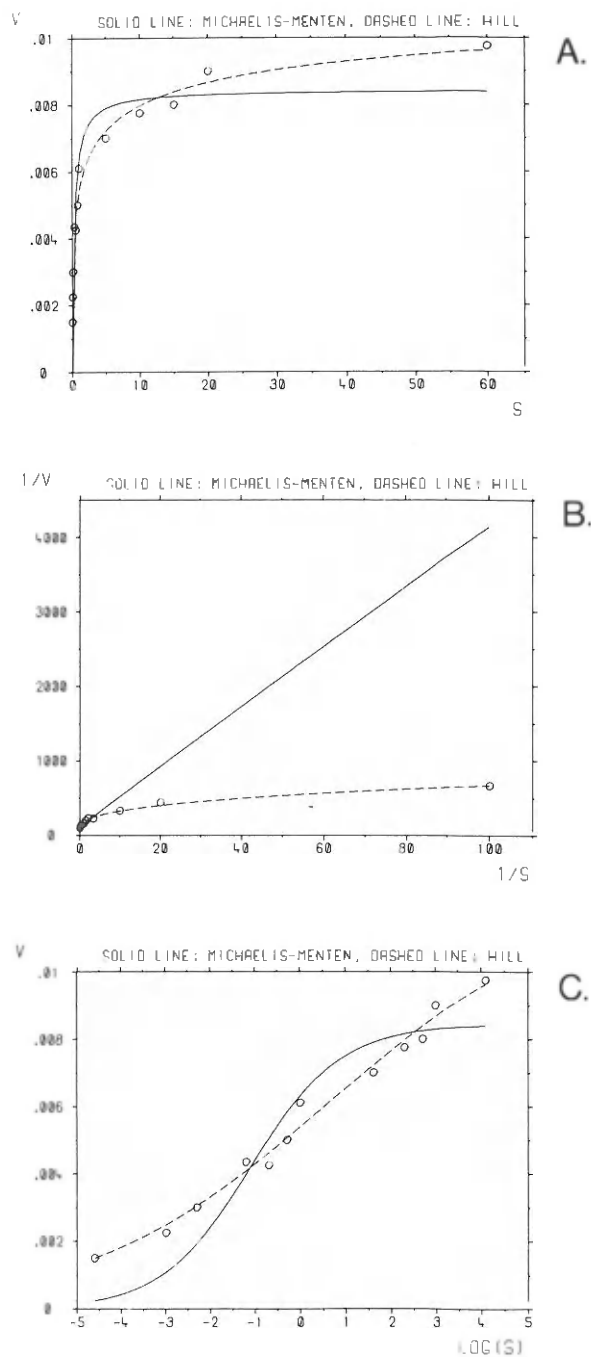 V SOLID LINE: MICHAELIS-MENTEN, DASHED LINE: HILL
A.
.01
.008
.006
.004
.002
0
0 10 20 30 40 50 60
S
1/V SOLID LINE: MICHAELIS-MENTEN, DASHED LINE: HILL
B.
4000
3000
2000
1000
0
0 20 40 60 80 100
1/S
V SOLID LINE: MICHAELIS-MENTEN, DASHED LINE: HILL
C.
.01
.008
.006
.004
.002
0
-5 -4 -3 -2 -1 0 1 2 3 4 5
LOG(S)